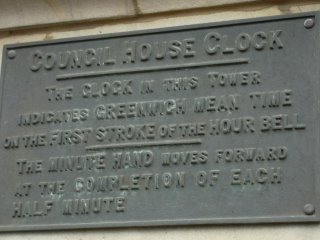 COUNCIL HOUSE CLOCK
THE CLOCK IN THIS TOWER
INDICATES GREENWICH MEAN TIME
ON THE FIRST STROKE OF THE HOUR BELL
THE MINUTE HAND MOVES FORWARD
AT THE COMPLETION OF EACH
HALF MINUTE